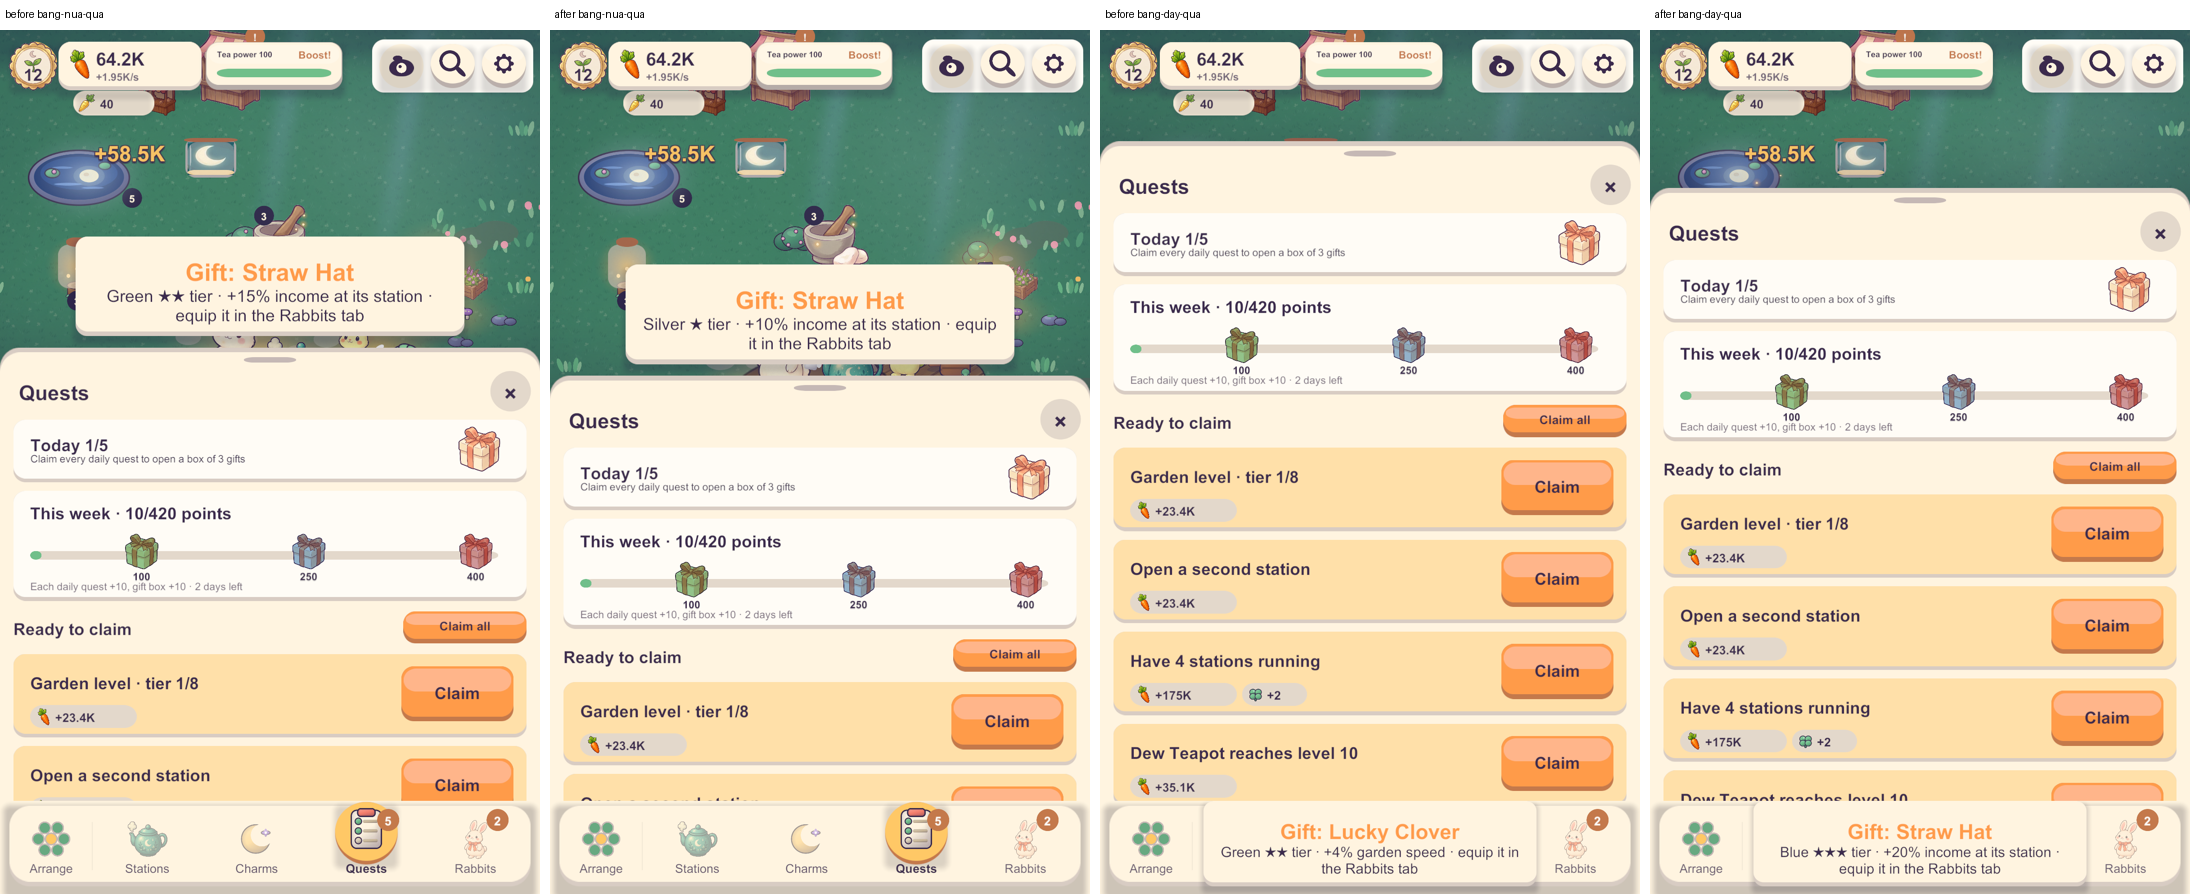 before bang-nua-qua
12
64.2K
+1.95K/s
40
Tea power 100
Boost!
!
+58.5K
5
3
Gift: Straw Hat
Green ★★ tier · +15% income at its station ·
equip it in the Rabbits tab
Quests
×
Today 1/5
Claim every daily quest to open a box of 3 gifts
This week · 10/420 points
100
250
400
Each daily quest +10, gift box +10 · 2 days left
Ready to claim
Claim all
Garden level · tier 1/8
+23.4K
Claim
Open a second station
Claim
Arrange
Stations
Charms
5
Quests
2
Rabbits
after bang-nua-qua
12
64.2K
+1.95K/s
40
Tea power 100
Boost!
!
+58.5K
5
3
Gift: Straw Hat
Silver ★ tier · +10% income at its station · equip
it in the Rabbits tab
Quests
×
Today 1/5
Claim every daily quest to open a box of 3 gifts
This week · 10/420 points
100
250
400
Each daily quest +10, gift box +10 · 2 days left
Ready to claim
Claim all
Garden level · tier 1/8
+23.4K
Claim
Open a second station
Arrange
Stations
Charms
5
Quests
2
Rabbits
before bang-day-qua
12
64.2K
+1.95K/s
40
Tea power 100
Boost!
!
Quests
×
Today 1/5
Claim every daily quest to open a box of 3 gifts
This week · 10/420 points
100
250
400
Each daily quest +10, gift box +10 · 2 days left
Ready to claim
Claim all
Garden level · tier 1/8
+23.4K
Claim
Open a second station
+23.4K
Claim
Have 4 stations running
+175K
+2
Claim
Dew Teapot reaches level 10
+35.1K
Claim
Arrange
Gift: Lucky Clover
Green ★★ tier · +4% garden speed · equip it in
the Rabbits tab
2
Rabbits
after bang-day-qua
12
64.2K
+1.95K/s
40
Tea power 100
Boost!
!
+58.5K
Quests
×
Today 1/5
Claim every daily quest to open a box of 3 gifts
This week · 10/420 points
100
250
400
Each daily quest +10, gift box +10 · 2 days left
Ready to claim
Claim all
Garden level · tier 1/8
+23.4K
Claim
Open a second station
+23.4K
Claim
Have 4 stations running
+175K
+2
Claim
Dew Teapot reaches level 10
Arrange
Gift: Straw Hat
Blue ★★★ tier · +20% income at its station ·
equip it in the Rabbits tab
2
Rabbits